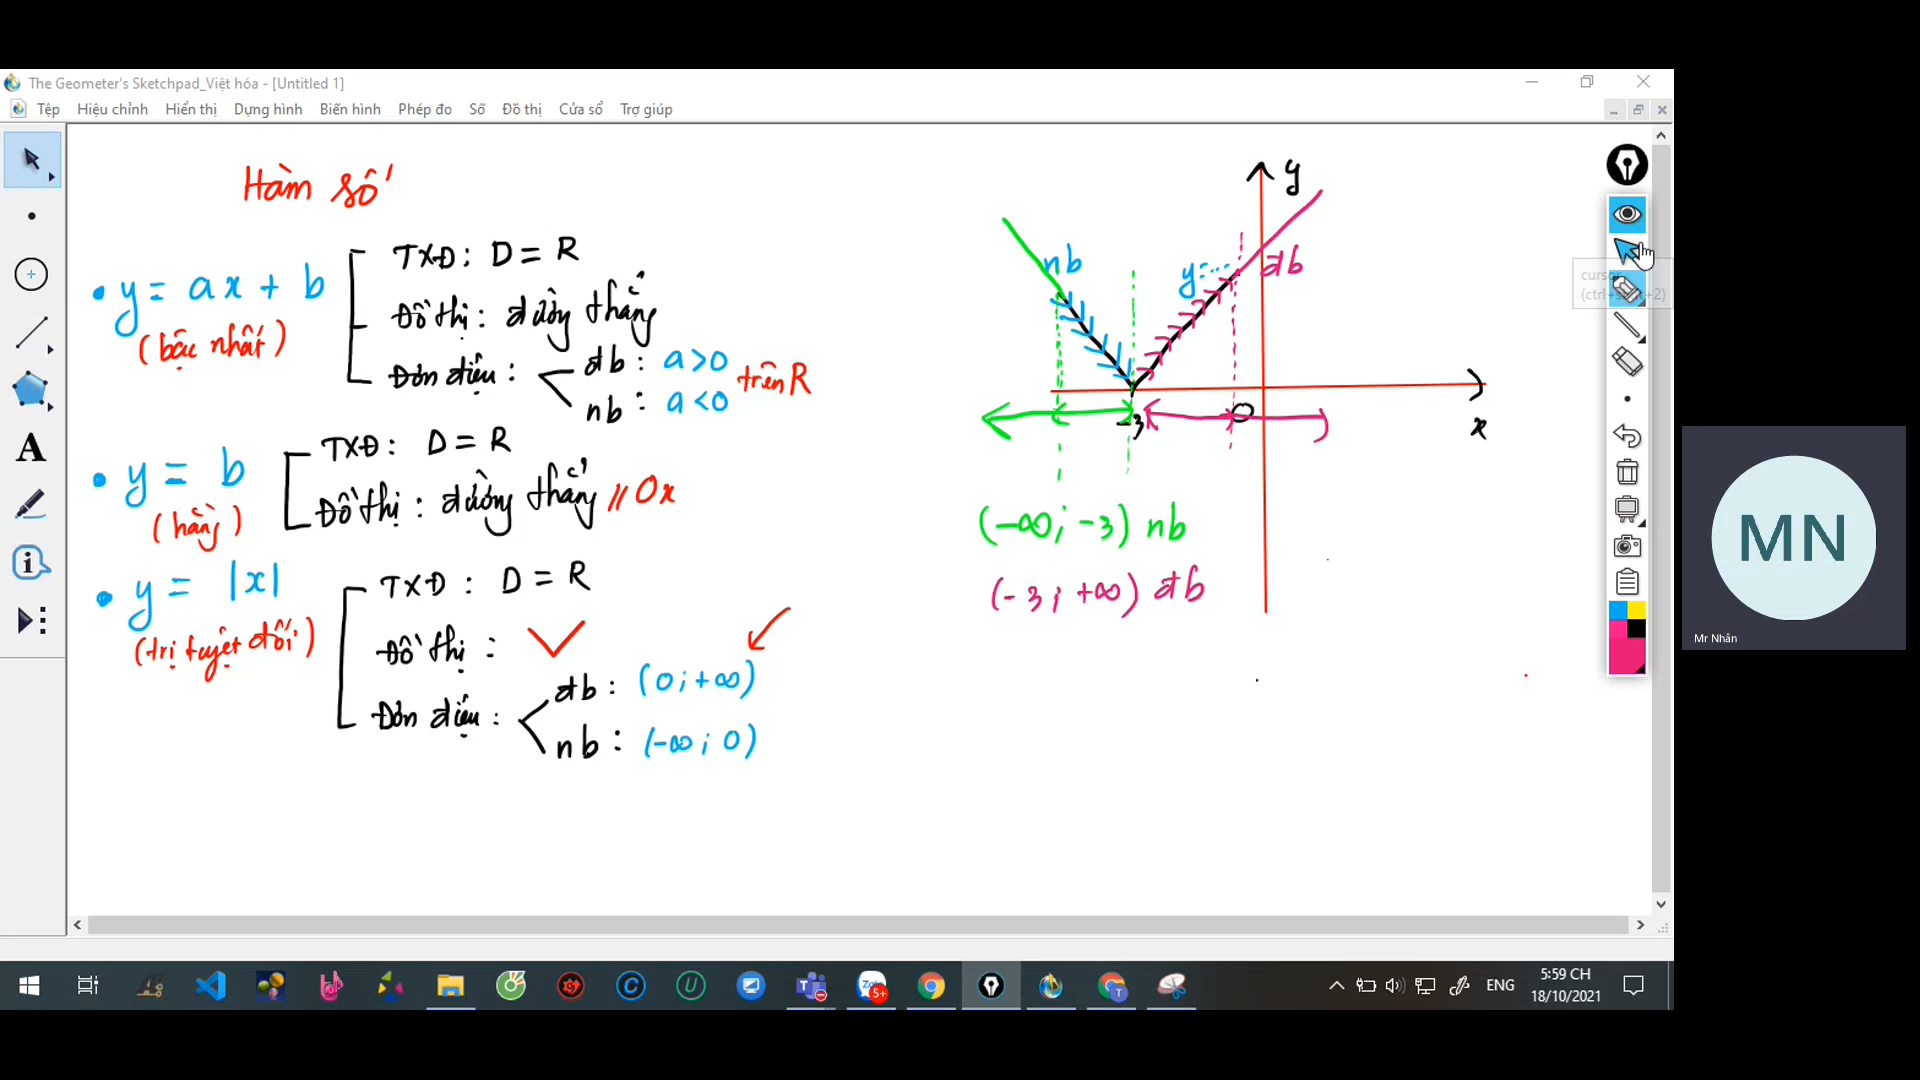 The Geometer's Sketchpad_Việt hóa - [Untitled 1]
Tệp Hiệu chỉnh Hiển thị Dựng hình Biến hình Phép đo Số Đồ thị Cửa sổ Trợ giúp
Hàm số
• y = ax + b
(bậc nhất)
TXĐ: D = R
Đồ thị: đường thẳng
Đơn điệu:
đb: a > 0
nb: a < 0
trên R
• y = b
(hằng)
TXĐ: D = R
Đồ thị: đường thẳng // Ox
• y = |x|
(trị tuyệt đối)
TXĐ: D = R
Đồ thị:
Đơn điệu:
đb: (0; +∞)
nb: (-∞; 0)
y
nb
y = ...
đb
-3
O
x
(-∞; -3) nb
(-3; +∞) đb
A
MN
Mr Nhân
5+
ENG
5:59 CH
18/10/2021